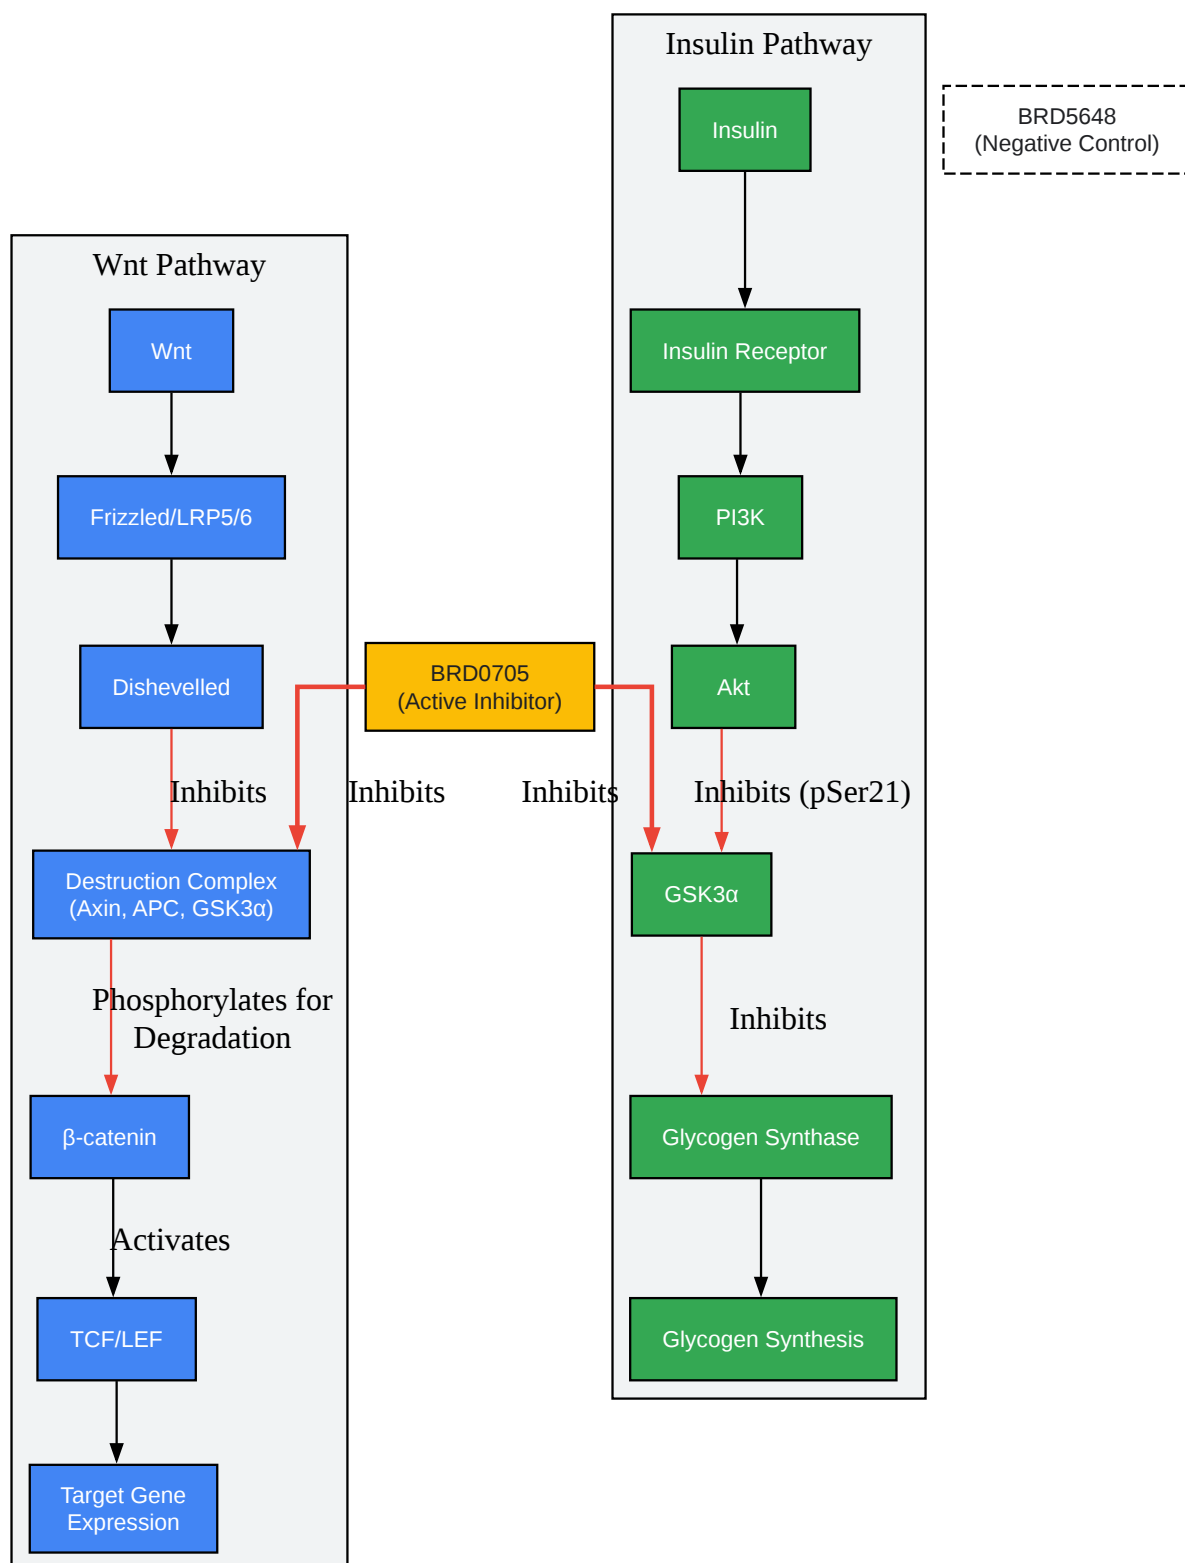 Insulin Pathway
Insulin
BRD5648
(Negative Control)
Wnt Pathway
Wnt
Insulin Receptor
Frizzled/LRP5/6
PI3K
Dishevelled
BRD0705
(Active Inhibitor)
Akt
Inhibits
Inhibits
Inhibits
Inhibits (pSer21)
Destruction Complex
(Axin, APC, GSK3α)
GSK3α
Phosphorylates for
Degradation
Inhibits
β-catenin
Glycogen Synthase
Activates
TCF/LEF
Glycogen Synthesis
Target Gene
Expression